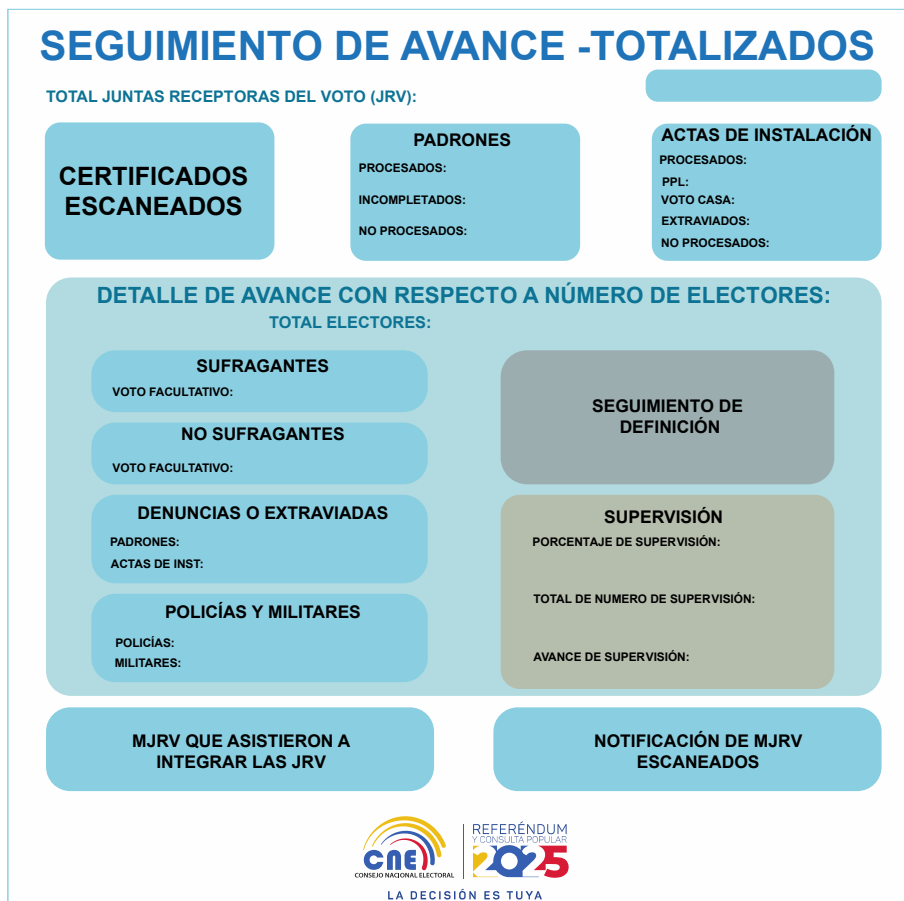 SEGUIMIENTO DE AVANCE -TOTALIZADOS
TOTAL JUNTAS RECEPTORAS DEL VOTO (JRV):
CERTIFICADOS
ESCANEADOS
PADRONES
PROCESADOS:
INCOMPLETADOS:
NO PROCESADOS:
ACTAS DE INSTALACIÓN
PROCESADOS:
PPL:
VOTO CASA:
EXTRAVIADOS:
NO PROCESADOS:
DETALLE DE AVANCE CON RESPECTO A NÚMERO DE ELECTORES:
TOTAL ELECTORES:
SUFRAGANTES
VOTO FACULTATIVO:
NO SUFRAGANTES
VOTO FACULTATIVO:
DENUNCIAS O EXTRAVIADAS
PADRONES:
ACTAS DE INST:
POLICÍAS Y MILITARES
POLICÍAS:
MILITARES:
SEGUIMIENTO DE
DEFINICIÓN
SUPERVISIÓN
PORCENTAJE DE SUPERVISIÓN:
TOTAL DE NUMERO DE SUPERVISIÓN:
AVANCE DE SUPERVISIÓN:
MJRV QUE ASISTIERON A
INTEGRAR LAS JRV
NOTIFICACIÓN DE MJRV
ESCANEADOS
CNE
CONSEJO NACIONAL ELECTORAL
REFERÉNDUM
Y CONSULTA POPULAR
2025
LA DECISIÓN ES TUYA